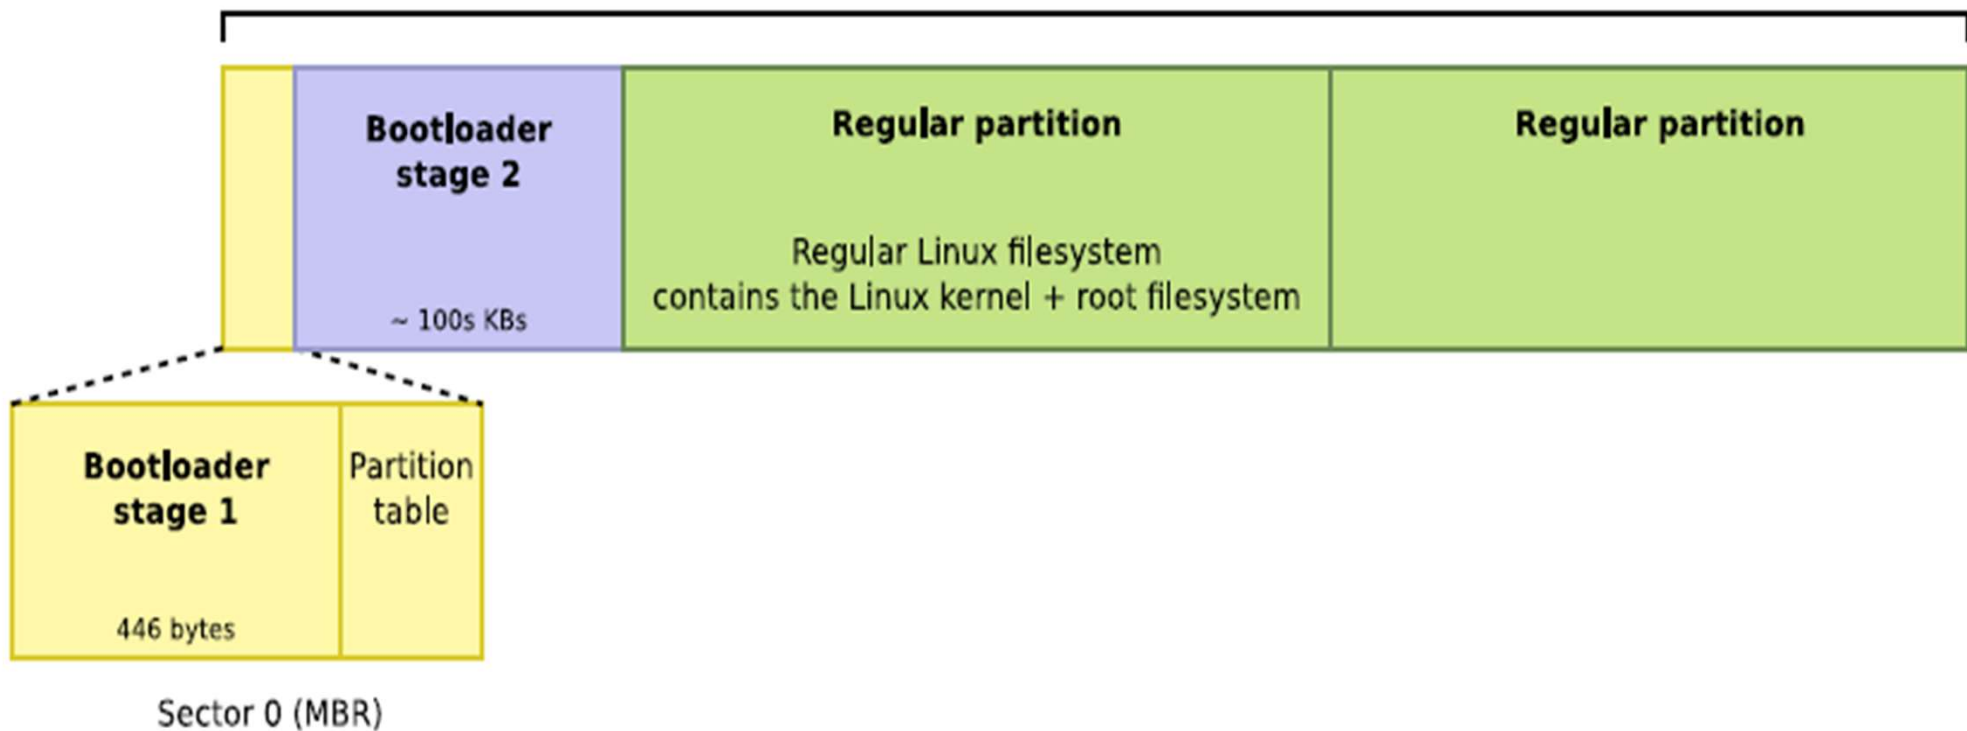 Bootloader
stage 2
~ 100s KBs
Regular partition
Regular Linux filesystem
contains the Linux kernel + root filesystem
Regular partition
Bootloader
stage 1
446 bytes
Partition
table
Sector 0 (MBR)